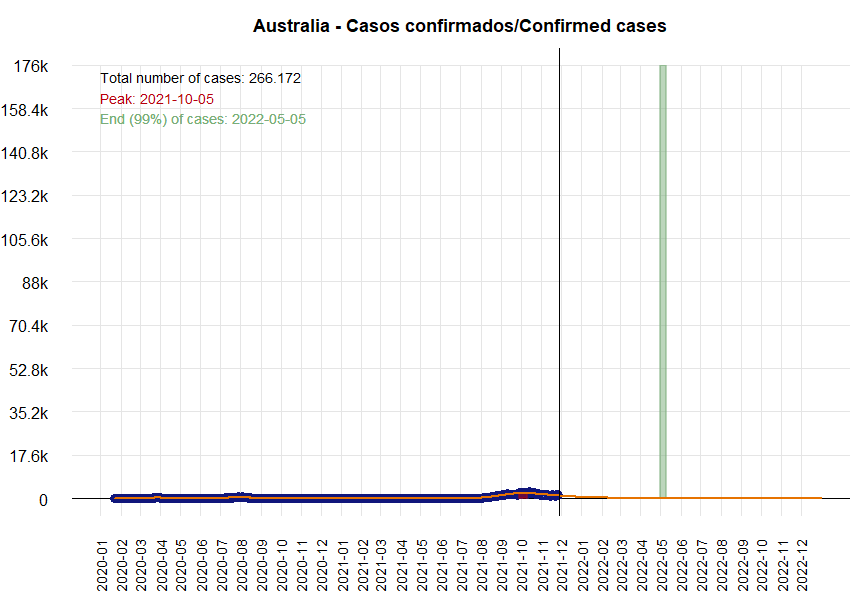 Australia - Casos confirmados/Confirmed cases
Total number of cases: 266.172
Peak: 2021-10-05
End (99%) of cases: 2022-05-05
176k
158.4k
140.8k
123.2k
105.6k
88k
70.4k
52.8k
35.2k
17.6k
0
2020-01
2020-02
2020-03
2020-04
2020-05
2020-06
2020-07
2020-08
2020-09
2020-10
2020-11
2020-12
2021-01
2021-02
2021-03
2021-04
2021-05
2021-06
2021-07
2021-08
2021-09
2021-10
2021-11
2021-12
2022-01
2022-02
2022-03
2022-04
2022-05
2022-06
2022-07
2022-08
2022-09
2022-10
2022-11
2022-12